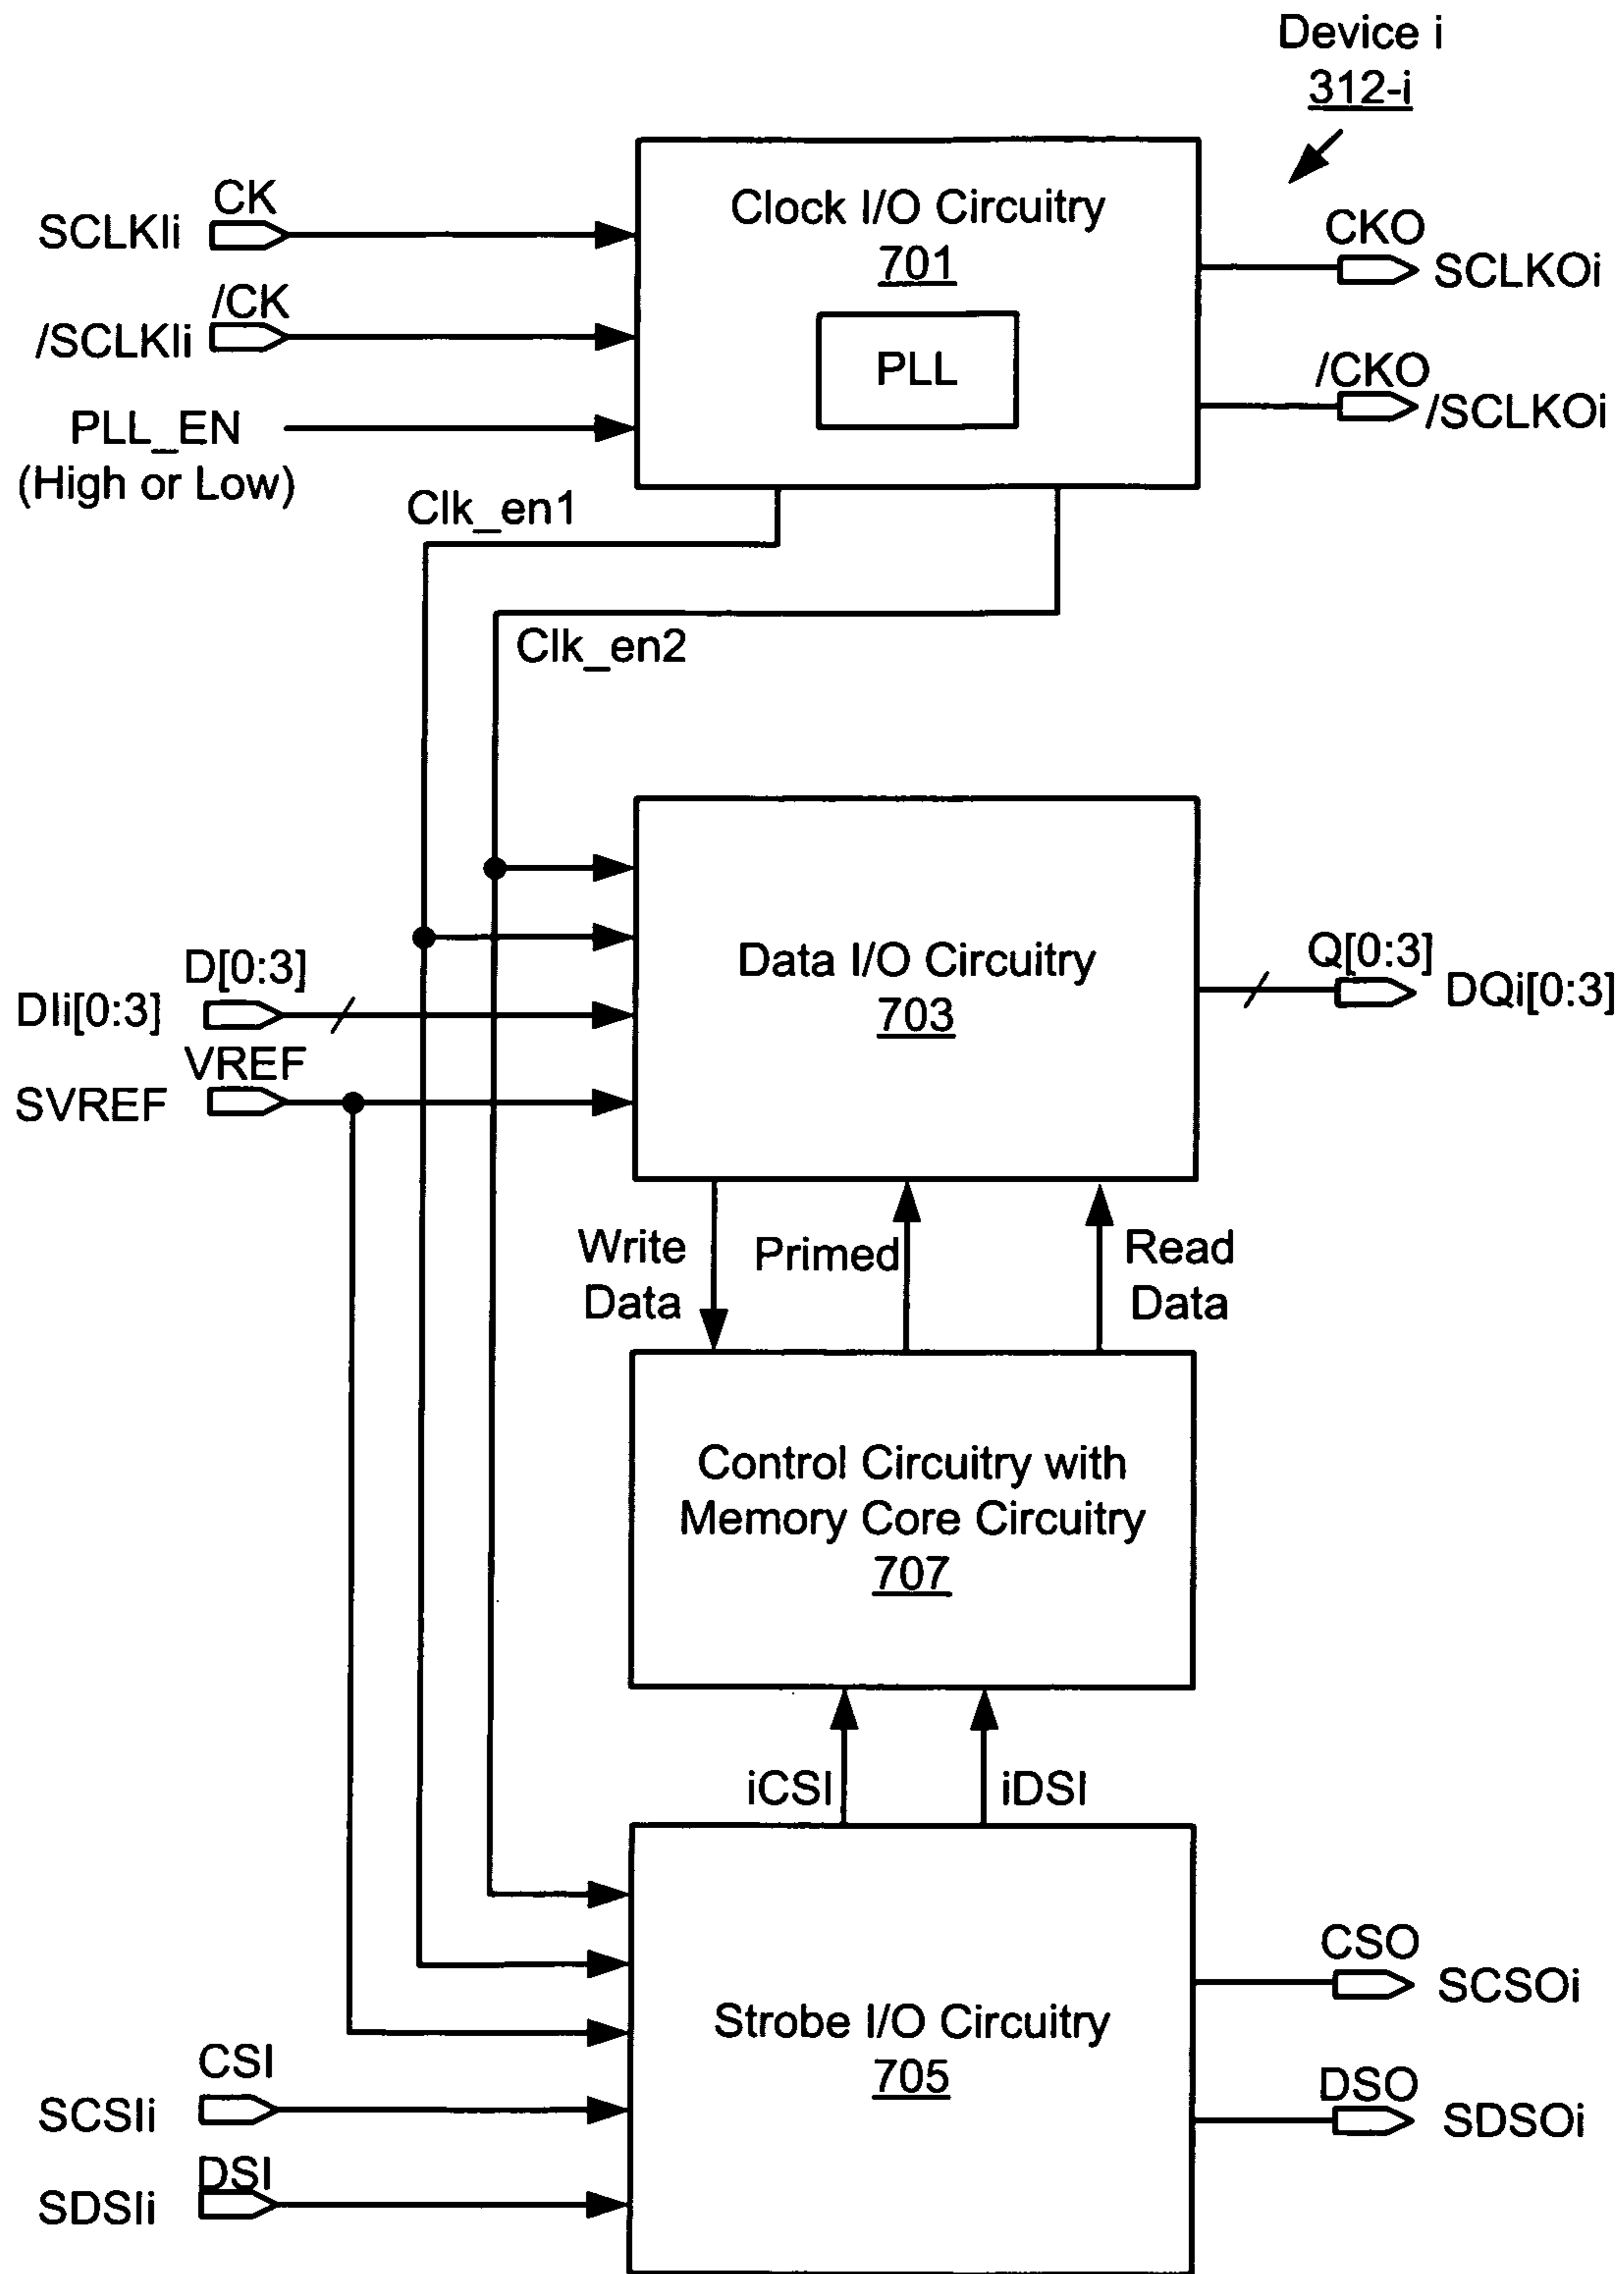 Device i
312-i
CK
SCLKIi
Clock I/O Circuitry
701
CKO
SCLKOi
/CK
/SCLKIi
PLL
/CKO
/SCLKOi
PLL_EN
(High or Low)
Clk_en1
Clk_en2
D[0:3]
DIi[0:3]
Data I/O Circuitry
703
Q[0:3]
DQi[0:3]
VREF
SVREF
Write
Data
Primed
Read
Data
Control Circuitry with
Memory Core Circuitry
707
iCSI
iDSI
CSO
SCSOi
Strobe I/O Circuitry
705
CSI
SCSIi
DSO
SDSOi
DSI
SDSIi